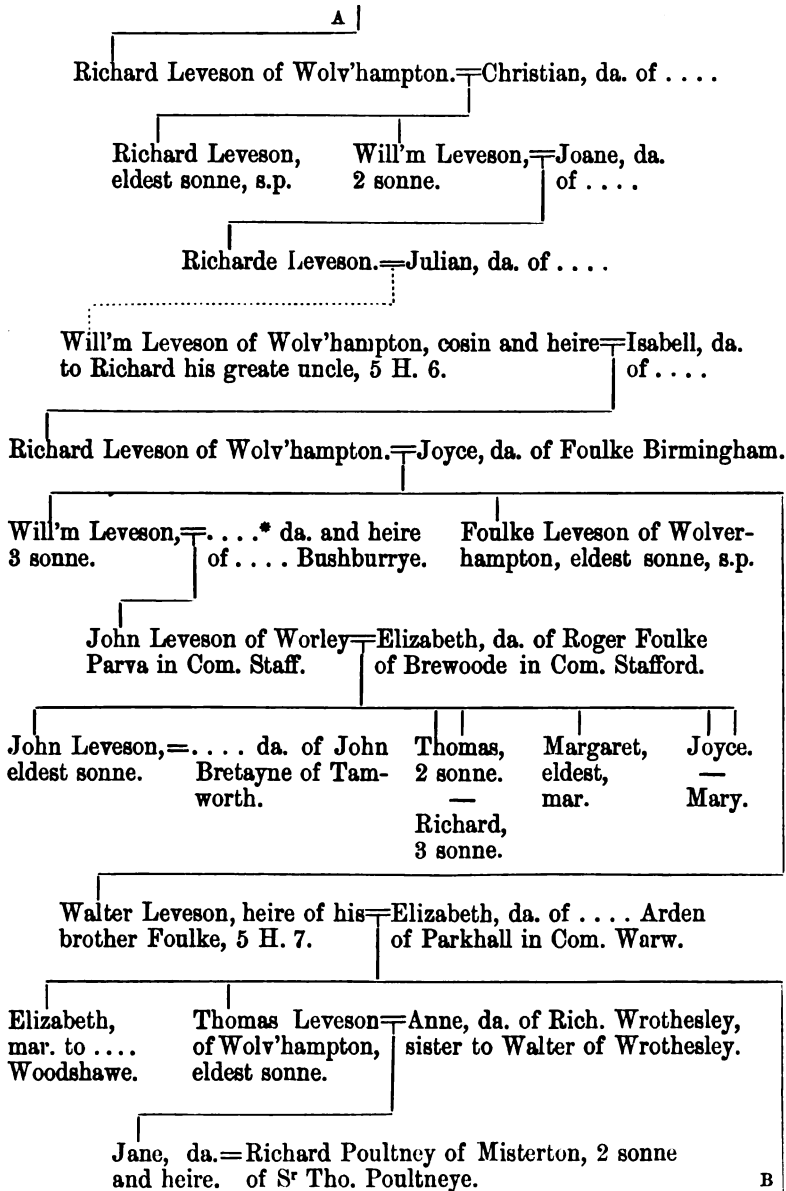 A
Richard Leveson of Wolv'hampton.=Christian, da. of . . . .
Richard Leveson,
eldest sonne, s.p.
Will'm Leveson,=Joane, da.
2 sonne. of . . . .
Richarde Leveson.=Julian, da. of . . . .
Will'm Leveson of Wolv'hampton, cosin and heire=Isabell, da.
to Richard his greate uncle, 5 H. 6. of . . . .
Richard Leveson of Wolv'hampton.=Joyce, da. of Foulke Birmingham.
Will'm Leveson,=. . . .* da. and heire
3 sonne. of . . . . Bushburrye.
Foulke Leveson of Wolver-
hampton, eldest sonne, s.p.
John Leveson of Worley=Elizabeth, da. of Roger Foulke
Parva in Com. Staff. of Brewoode in Com. Stafford.
John Leveson,=. . . . da. of John
eldest sonne. Bretayne of Tam-
worth.
Thomas,
2 sonne.
—
Richard,
3 sonne.
Margaret,
eldest,
mar.
Joyce.
—
Mary.
Walter Leveson, heire of his=Elizabeth, da. of . . . . Arden
brother Foulke, 5 H. 7. of Parkhall in Com. Warw.
Elizabeth,
mar. to . . . .
Woodshawe.
Thomas Leveson=Anne, da. of Rich. Wrothesley,
of Wolv'hampton, sister to Walter of Wrothesley.
eldest sonne.
Jane, da.=Richard Poultney of Misterton, 2 sonne
and heire. of Sʳ Tho. Poultneye.
B